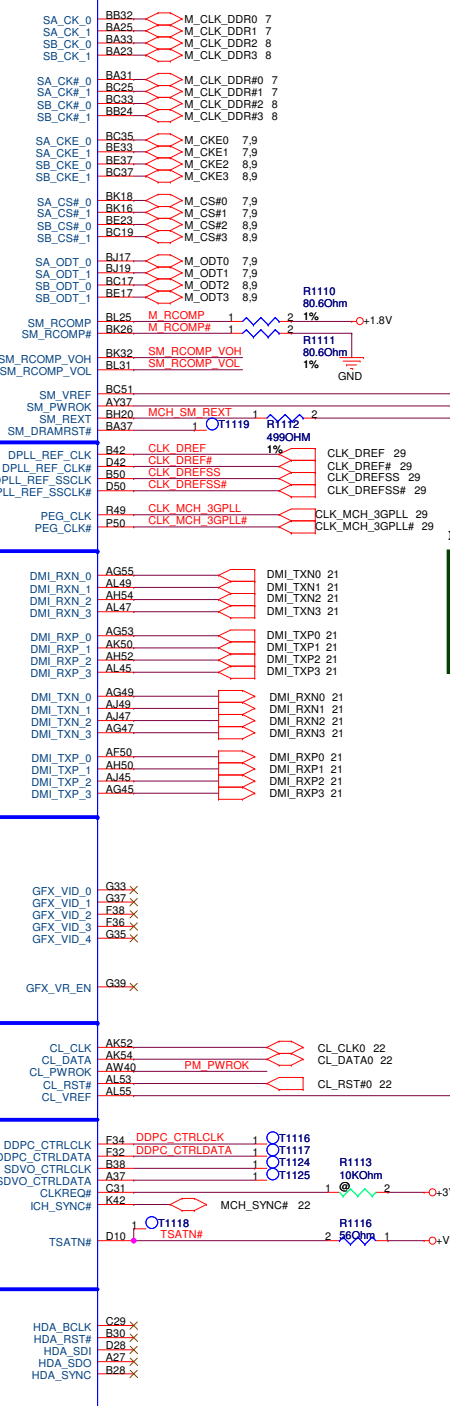 SA_CK_0 BB32 M_CLK_DDR0 7
SA_CK_1 BA25 M_CLK_DDR1 7
SB_CK_0 BA33 M_CLK_DDR2 8
SB_CK_1 BA23 M_CLK_DDR3 8
SA_CK#_0 BA31 M_CLK_DDR#0 7
SA_CK#_1 BC25 M_CLK_DDR#1 7
SB_CK#_0 BC33 M_CLK_DDR#2 8
SB_CK#_1 BB24 M_CLK_DDR#3 8
SA_CKE_0 BC35 M_CKE0 7,9
SA_CKE_1 BE33 M_CKE1 7,9
SB_CKE_0 BE37 M_CKE2 8,9
SB_CKE_1 BC37 M_CKE3 8,9
SA_CS#_0 BK18 M_CS#0 7,9
SA_CS#_1 BK16 M_CS#1 7,9
SB_CS#_0 BE23 M_CS#2 8,9
SB_CS#_1 BC19 M_CS#3 8,9
SA_ODT_0 BJ17 M_ODT0 7,9
SA_ODT_1 BJ19 M_ODT1 7,9
SB_ODT_0 BC17 M_ODT2 8,9
SB_ODT_1 BE17 M_ODT3 8,9
R1110
80.6Ohm
SM_RCOMP BL25 M_RCOMP 1 2 1% +1.8V
SM_RCOMP# BK26 M_RCOMP# 1 2
R1111
80.6Ohm
1%
GND
SM_RCOMP_VOH BK32 SM_RCOMP_VOH
SM_RCOMP_VOL BL31 SM_RCOMP_VOL
SM_VREF BC51
SM_PWROK AY37
SM_REXT BH20 MCH_SM_REXT 1 2
SM_DRAMRST# BA37 1 T1119 R1112
499OHM
1%
DPLL_REF_CLK B42 CLK_DREF CLK_DREF 29
DPLL_REF_CLK# D42 CLK_DREF# CLK_DREF# 29
PLL_REF_SSCLK B50 CLK_DREFSS CLK_DREFSS 29
PLL_REF_SSCLK# D50 CLK_DREFSS# CLK_DREFSS# 29
PEG_CLK R49 CLK_MCH_3GPLL CLK_MCH_3GPLL 29
PEG_CLK# P50 CLK_MCH_3GPLL# CLK_MCH_3GPLL# 29
DMI_RXN_0 AG55 DMI_TXN0 21
DMI_RXN_1 AL49 DMI_TXN1 21
DMI_RXN_2 AH54 DMI_TXN2 21
DMI_RXN_3 AL47 DMI_TXN3 21
DMI_RXP_0 AG53 DMI_TXP0 21
DMI_RXP_1 AK50 DMI_TXP1 21
DMI_RXP_2 AH52 DMI_TXP2 21
DMI_RXP_3 AL45 DMI_TXP3 21
DMI_TXN_0 AG49 DMI_RXN0 21
DMI_TXN_1 AJ49 DMI_RXN1 21
DMI_TXN_2 AJ47 DMI_RXN2 21
DMI_TXN_3 AG47 DMI_RXN3 21
DMI_TXP_0 AF50 DMI_RXP0 21
DMI_TXP_1 AH50 DMI_RXP1 21
DMI_TXP_2 AJ45 DMI_RXP2 21
DMI_TXP_3 AG45 DMI_RXP3 21
GFX_VID_0 G33
GFX_VID_1 G37
GFX_VID_2 F38
GFX_VID_3 F36
GFX_VID_4 G35
GFX_VR_EN G39
CL_CLK AK52 CL_CLK0 22
CL_DATA AK54 CL_DATA0 22
CL_PWROK AW40 PM_PWROK
CL_RST# AL53 CL_RST#0 22
CL_VREF AL55
DDPC_CTRLCLK F34 DDPC_CTRLCLK 1 T1116
DDPC_CTRLDATA F32 DDPC_CTRLDATA 1 T1117
SDVO_CTRLCLK B38 1 T1124
SDVO_CTRLDATA A37 1 T1125
R1113
10KOhm
@
CLKREQ# C31 1 2 +3V
ICH_SYNC# K42 MCH_SYNC# 22
1 T1118 R1116
TSATN# D10 TSATN# 2 56Ohm 1 +V
HDA_BCLK C29
HDA_RST# B30
HDA_SDI D28
HDA_SDO A27
HDA_SYNC B28